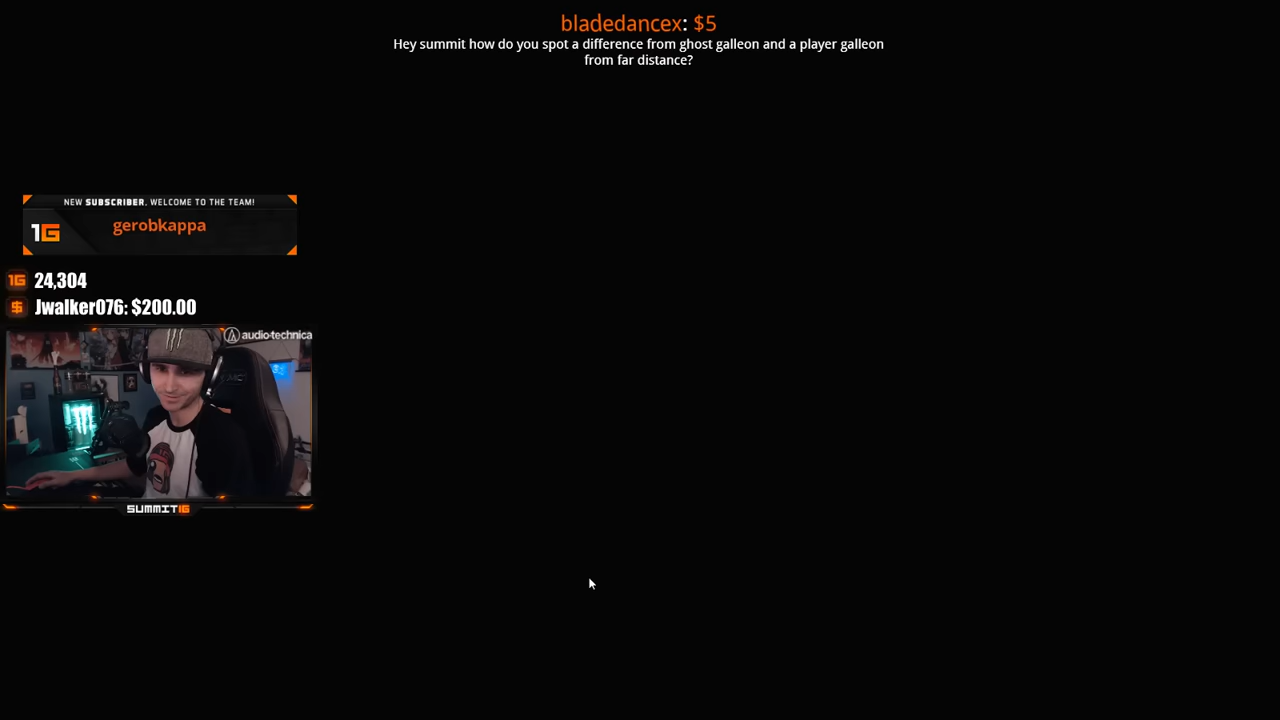 bladedancex: $5
Hey summit how do you spot a difference from ghost galleon and a player galleon
from far distance?
NEW SUBSCRIBER, WELCOME TO THE TEAM!
1G
gerobkappa
1G 24,304
$ Jwalker076: $200.00
audio-technica
SUMMIT1G